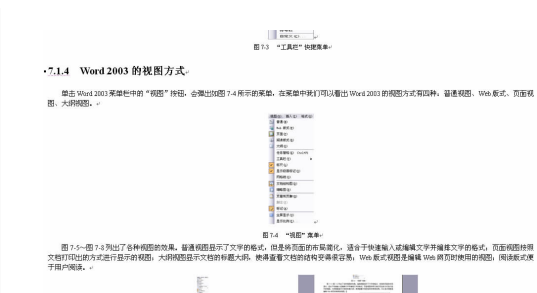 图 7-3 “工具栏”快捷菜单
7.1.4 Word 2003 的视图方式
单击 Word 2003 菜单栏中的“视图”按钮，会弹出如图 7-4 所示的菜单，在菜单中我们可以看出 Word 2003 的视图方式有四种：普通视图、Web 版式、页面视
图、大纲视图。
图 7-4 “视图”菜单
图 7-5～图 7-8 列出了各种视图的效果。普通视图显示了文字的格式，但是将页面的布局简化，适合于快速输入或编辑文字并编排文字的格式；页面视图按照
文档打印出的方式进行显示的视图；大纲视图显示文档的标题大纲，使得查看文档的结构变得很容易；Web 版式视图是编辑 Web 网页时使用的视图；阅读版式便
于用户阅读。